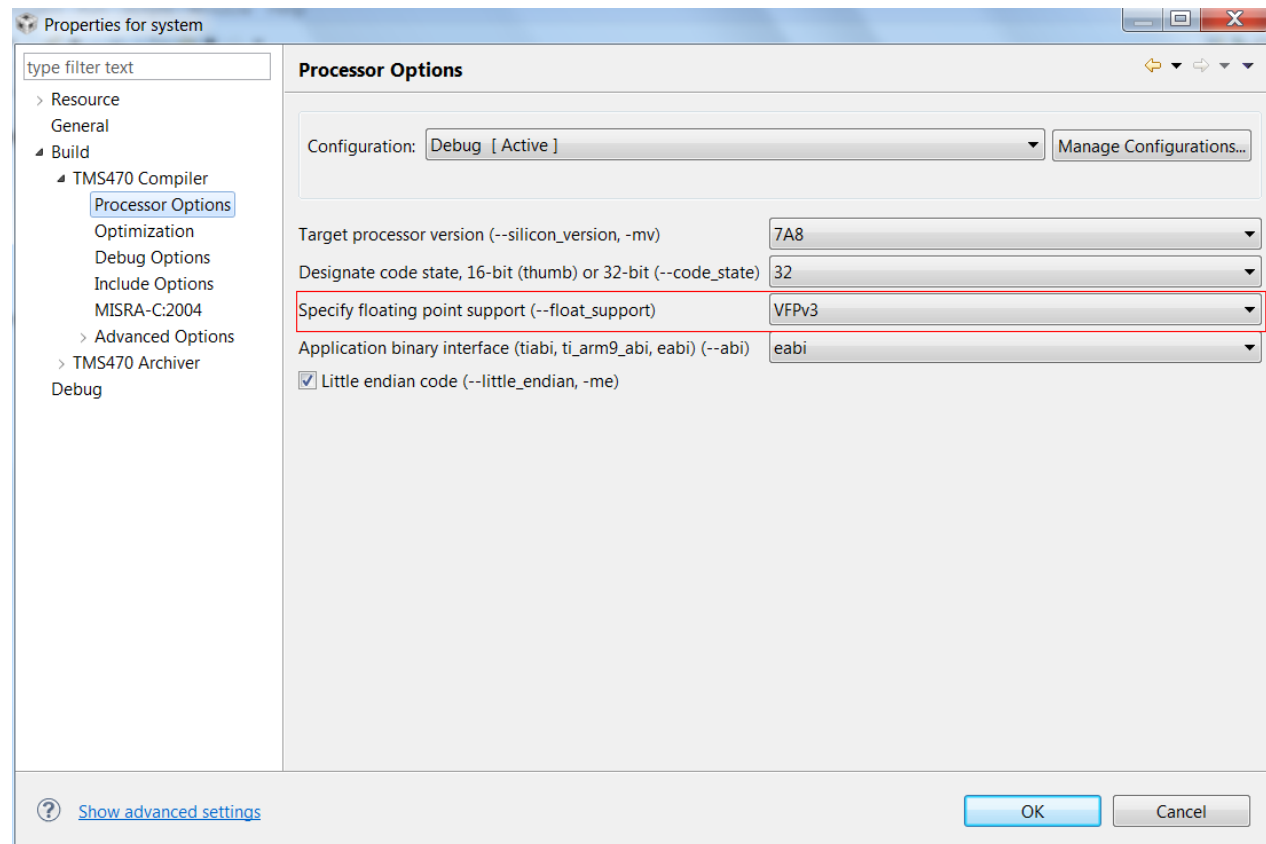 Properties for system
type filter text
Resource
General
Build
TMS470 Compiler
Processor Options
Optimization
Debug Options
Include Options
MISRA-C:2004
Advanced Options
TMS470 Archiver
Debug
Processor Options
Configuration: Debug [ Active ] Manage Configurations...
Target processor version (--silicon_version, -mv) 7A8
Designate code state, 16-bit (thumb) or 32-bit (--code_state) 32
Specify floating point support (--float_support) VFPv3
Application binary interface (tiabi, ti_arm9_abi, eabi) (--abi) eabi
Little endian code (--little_endian, -me)
Show advanced settings
OK Cancel